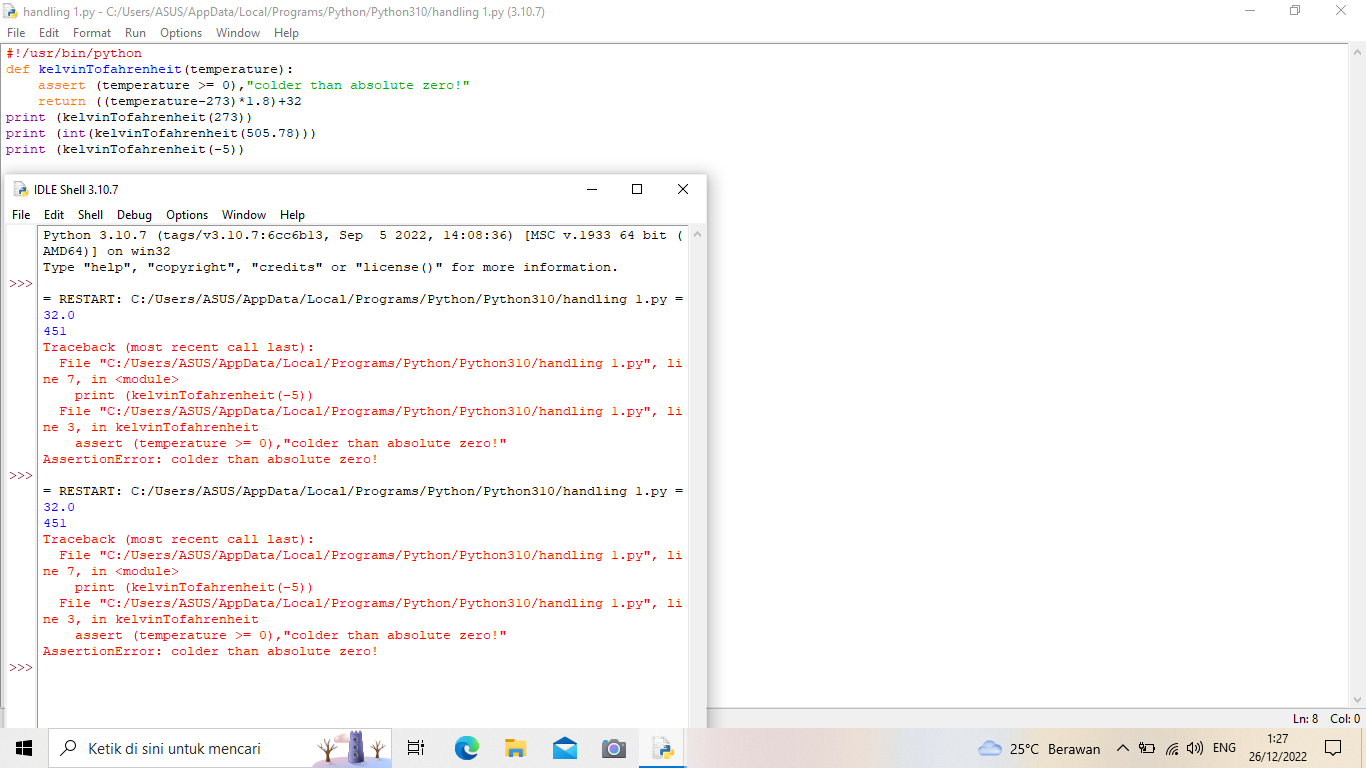 handling 1.py - C:/Users/ASUS/AppData/Local/Programs/Python/Python310/handling 1.py (3.10.7)
File Edit Format Run Options Window Help
#!/usr/bin/python
def kelvinTofahrenheit(temperature):
    assert (temperature >= 0),"colder than absolute zero!"
    return ((temperature-273)*1.8)+32
print (kelvinTofahrenheit(273))
print (int(kelvinTofahrenheit(505.78)))
print (kelvinTofahrenheit(-5))
IDLE Shell 3.10.7
File Edit Shell Debug Options Window Help
Python 3.10.7 (tags/v3.10.7:6cc6b13, Sep  5 2022, 14:08:36) [MSC v.1933 64 bit (
AMD64)] on win32
Type "help", "copyright", "credits" or "license()" for more information.
>>>
= RESTART: C:/Users/ASUS/AppData/Local/Programs/Python/Python310/handling 1.py =
32.0
451
Traceback (most recent call last):
  File "C:/Users/ASUS/AppData/Local/Programs/Python/Python310/handling 1.py", li
ne 7, in <module>
    print (kelvinTofahrenheit(-5))
  File "C:/Users/ASUS/AppData/Local/Programs/Python/Python310/handling 1.py", li
ne 3, in kelvinTofahrenheit
    assert (temperature >= 0),"colder than absolute zero!"
AssertionError: colder than absolute zero!
>>>
= RESTART: C:/Users/ASUS/AppData/Local/Programs/Python/Python310/handling 1.py =
32.0
451
Traceback (most recent call last):
  File "C:/Users/ASUS/AppData/Local/Programs/Python/Python310/handling 1.py", li
ne 7, in <module>
    print (kelvinTofahrenheit(-5))
  File "C:/Users/ASUS/AppData/Local/Programs/Python/Python310/handling 1.py", li
ne 3, in kelvinTofahrenheit
    assert (temperature >= 0),"colder than absolute zero!"
AssertionError: colder than absolute zero!
>>>
Ln: 8 Col: 0
Ketik di sini untuk mencari
25°C Berawan
ENG
1:27
26/12/2022